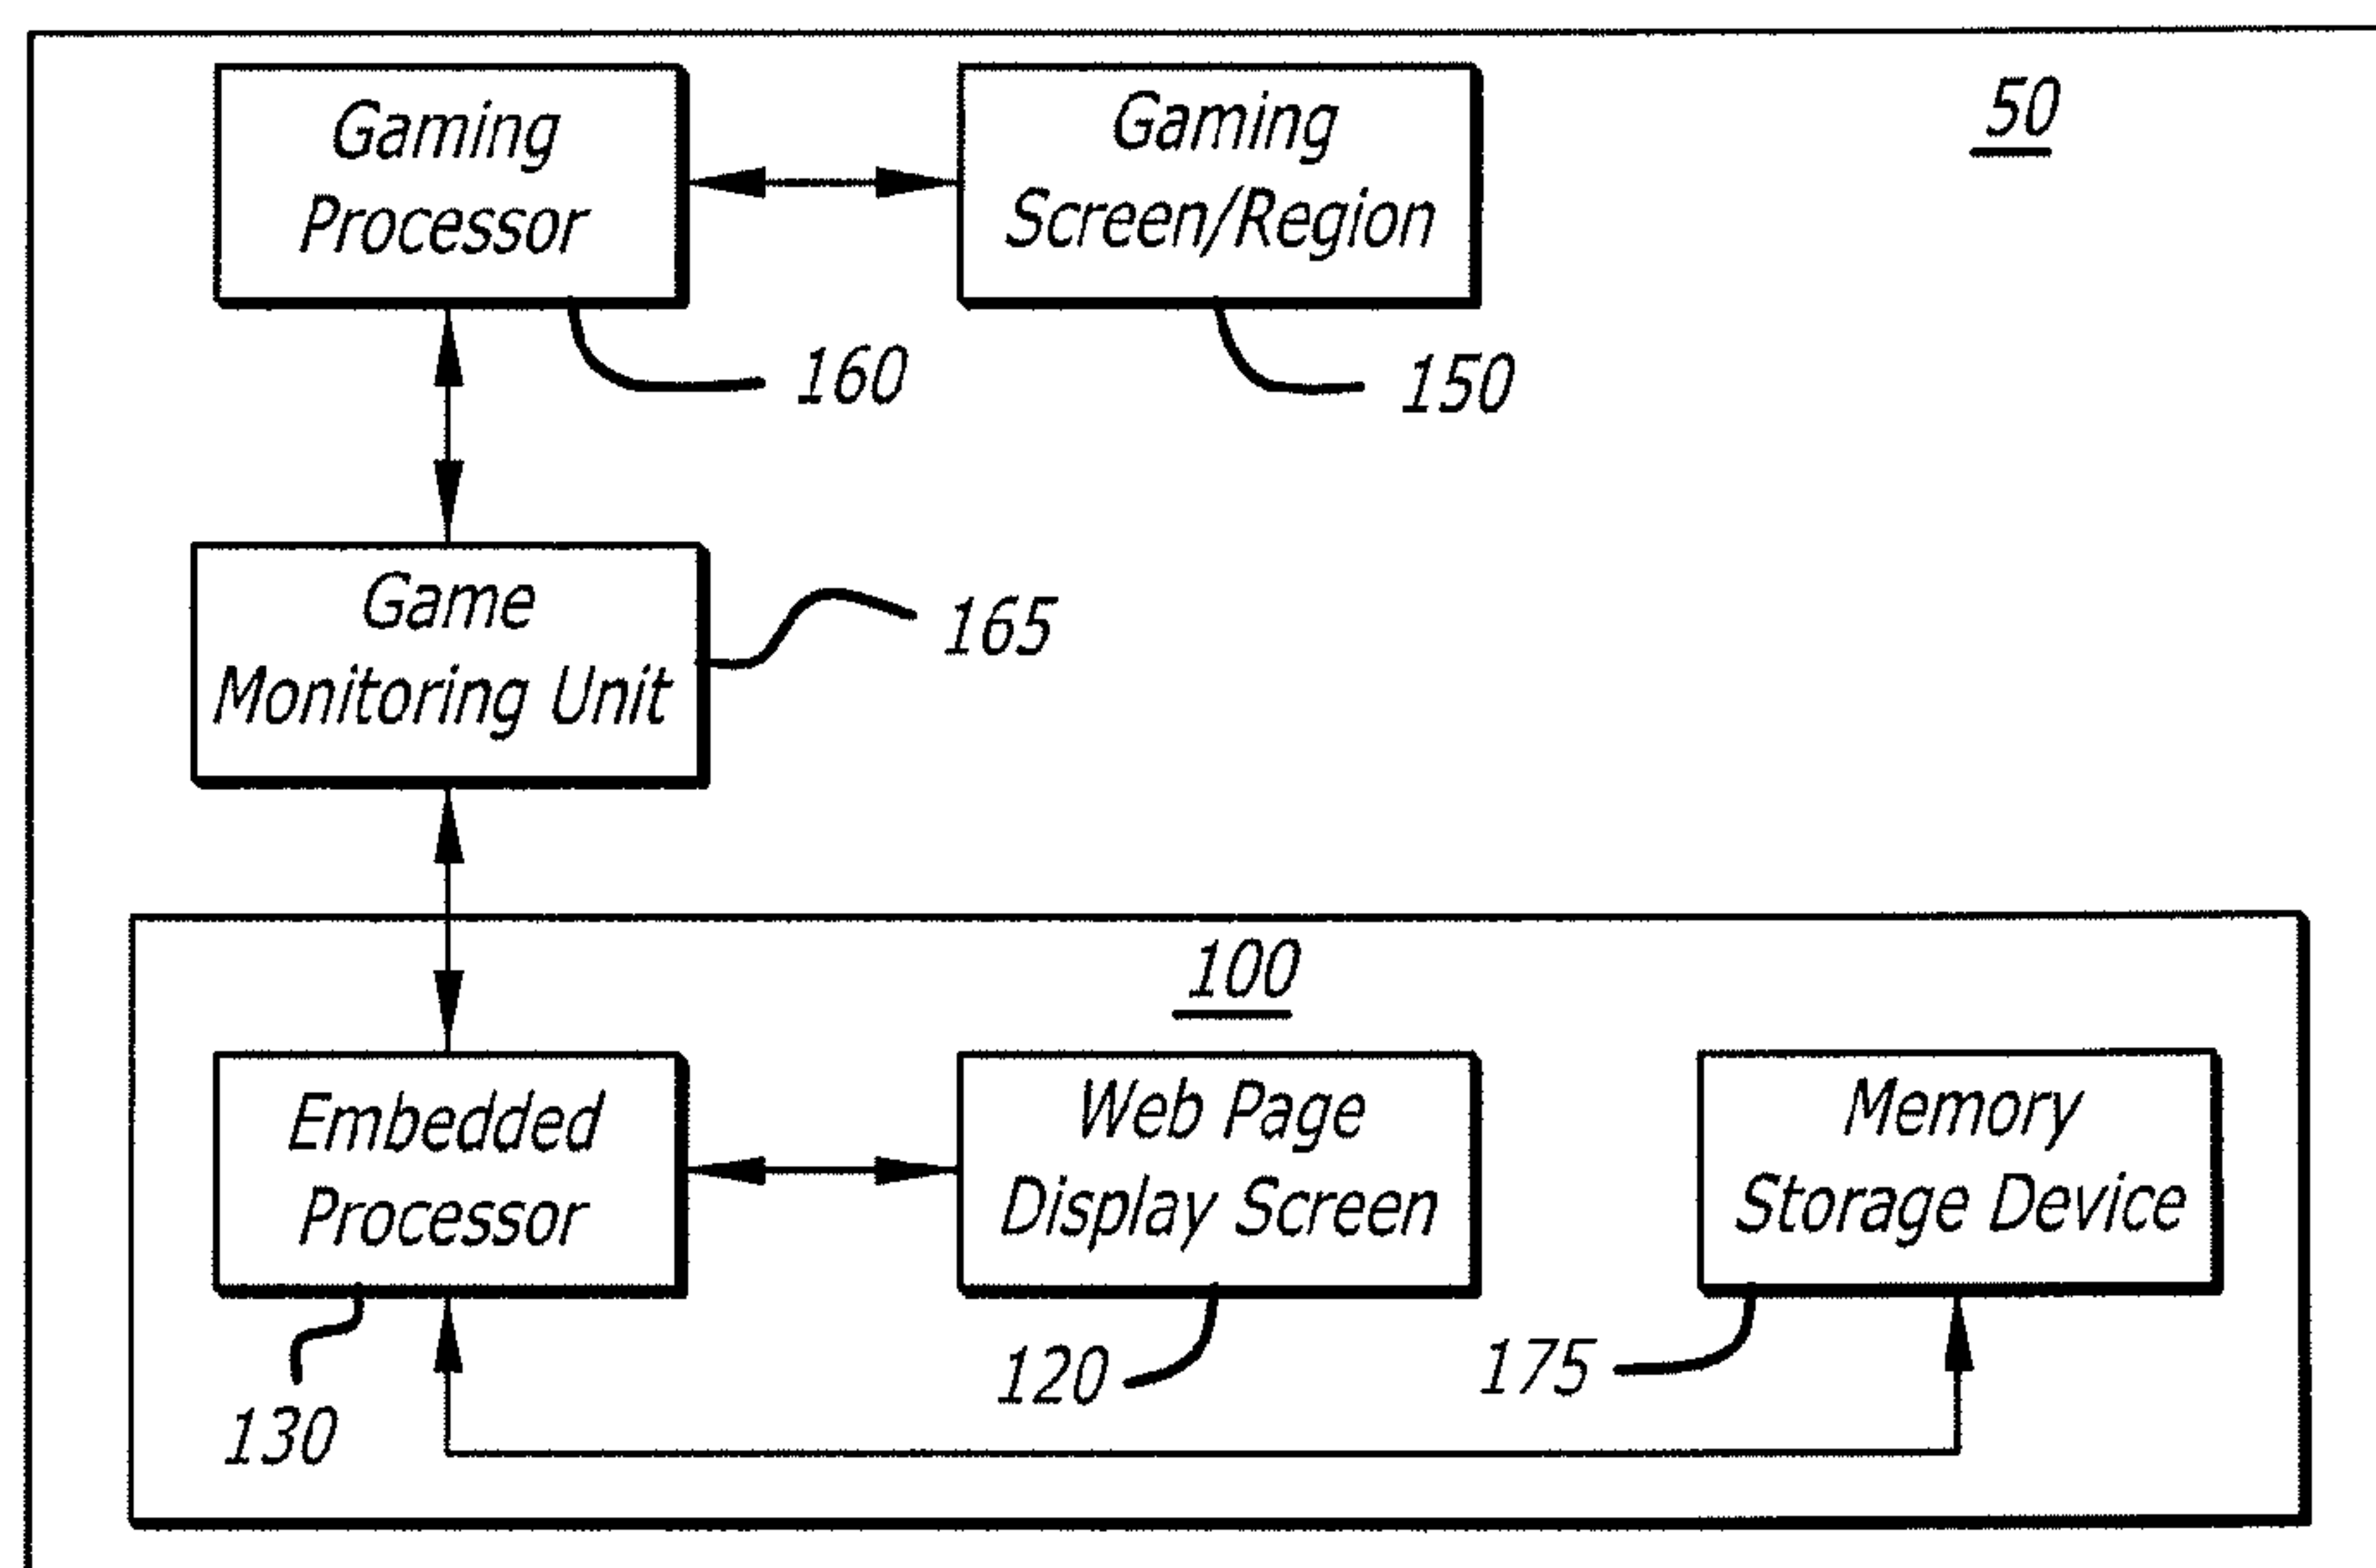 Gaming
Processor
Gaming
Screen/Region
50
160
150
Game
Monitoring Unit
165
100
Embedded
Processor
Web Page
Display Screen
Memory
Storage Device
130
120
175